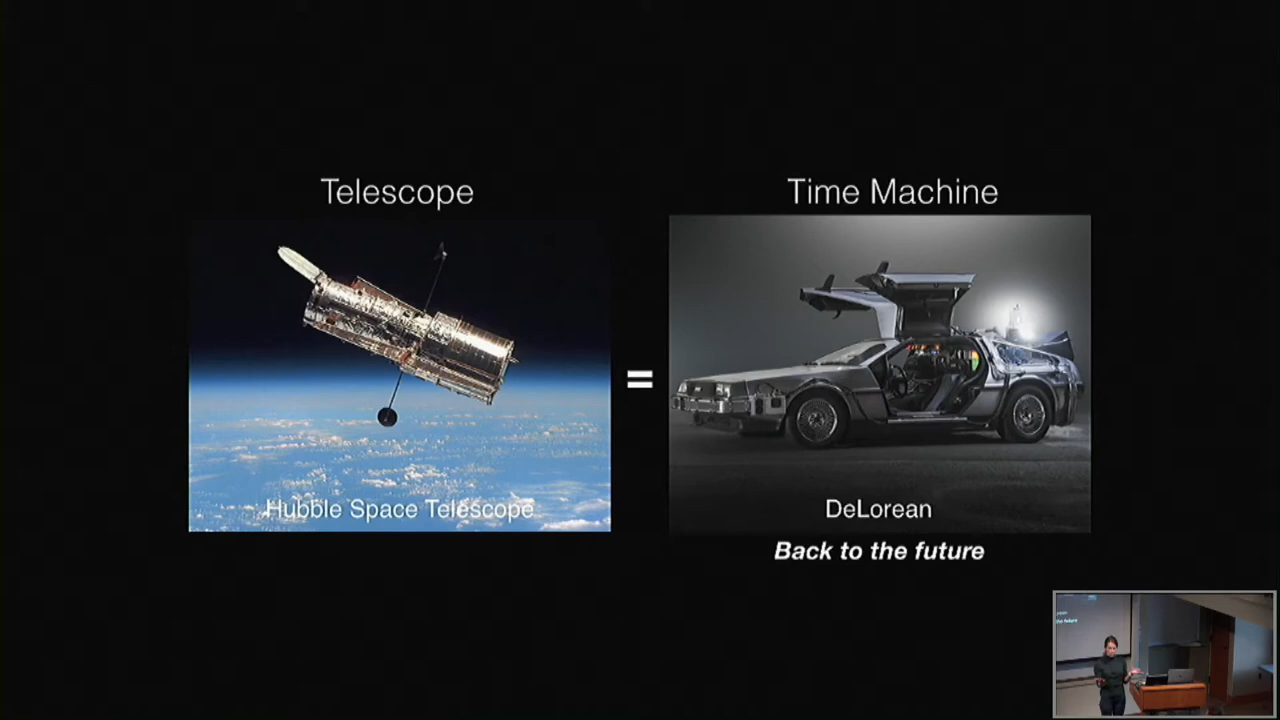 Telescope
Time Machine
=
Hubble Space Telescope
DeLorean
Back to the future